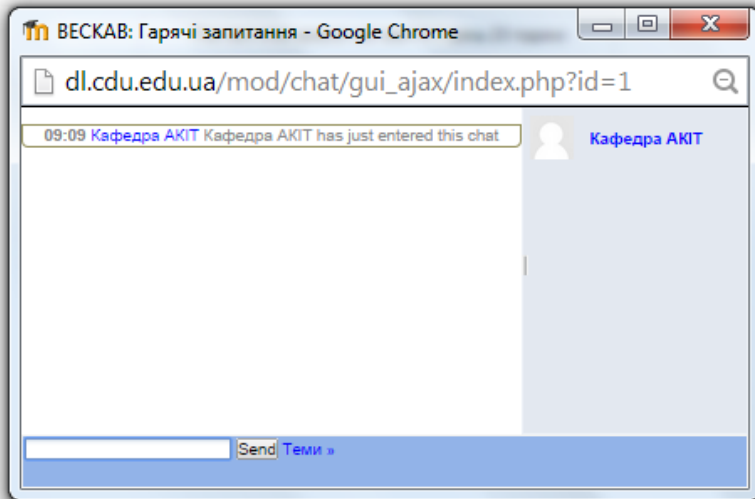 ВЕСКАВ: Гарячі запитання - Google Chrome
dl.cdu.edu.ua/mod/chat/gui_ajax/index.php?id=1
09:09 Кафедра АКІТ Кафедра АКІТ has just entered this chat
Кафедра АКІТ
Send Теми »